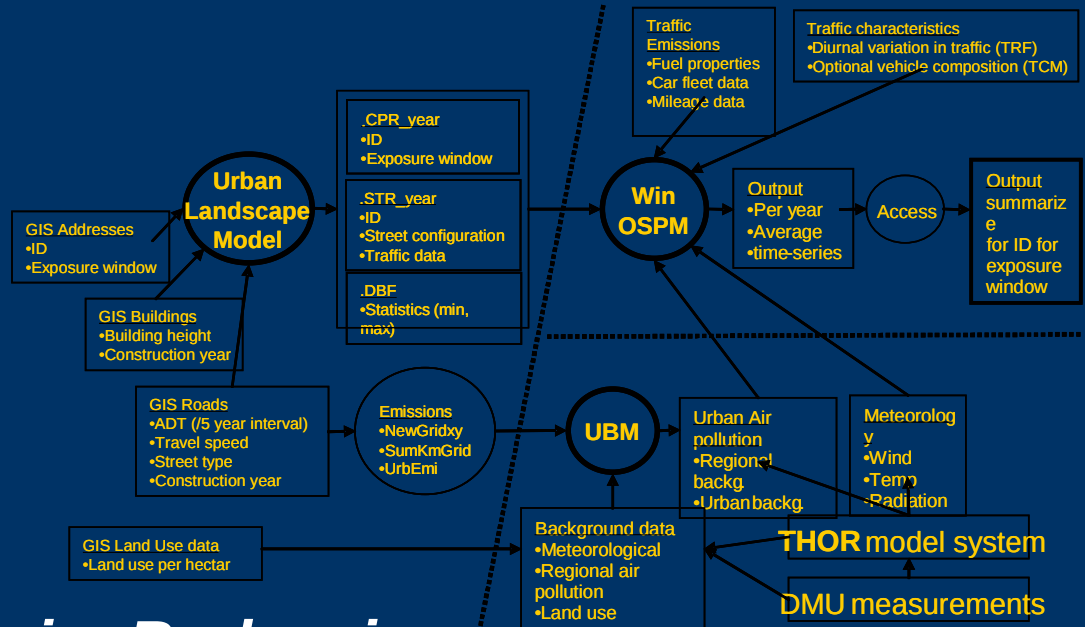 Traffic
Emissions
•Fuel properties
•Car fleet data
•Mileage data
Traffic characteristics
•Diurnal variation in traffic (TRF)
•Optional vehicle composition (TCM)
.CPR_year
•ID
•Exposure window
Urban
Landscape
Model
.STR_year
•ID
•Street configuration
•Traffic data
.DBF
•Statistics (min,
max)
GIS Addresses
•ID
•Exposure window
GIS Buildings
•Building height
•Construction year
GIS Roads
•ADT (/5 year interval)
•Travel speed
•Street type
•Construction year
GIS Land Use data
•Land use per hectar
Win
OSPM
Output
•Per year
•Average
•time-series
Access
Output
summariz
e
for ID for
exposure
window
Emissions
•NewGridxy
•SumKmGrid
•UrbEmi
UBM
Urban Air
pollution
•Regional
backg.
•Urban backg.
Meteorolog
y
•Wind
•Temp
•Radiation
Background data
•Meteorological
•Regional air
pollution
•Land use
THOR model system
DMU measurements